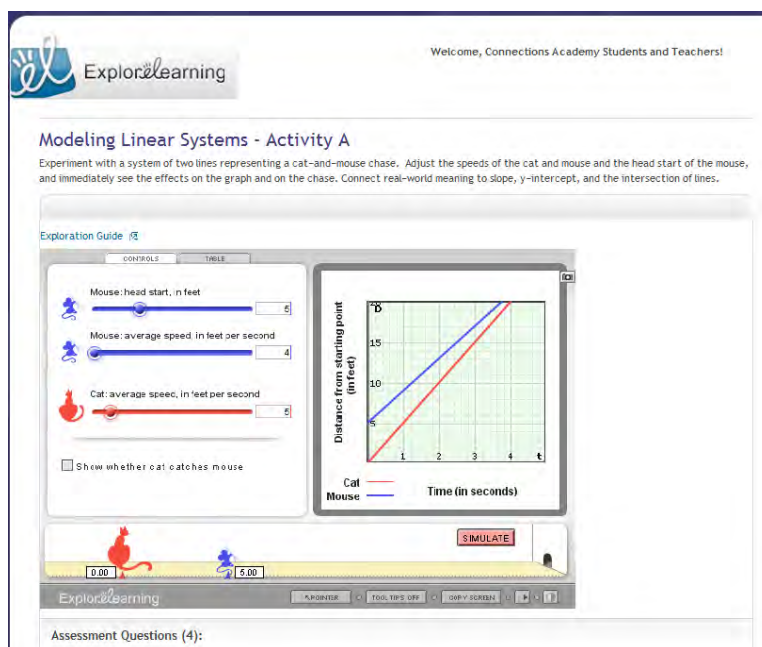 Welcome, Connections Academy Students and Teachers!
el Explorelearning
Modeling Linear Systems - Activity A
Experiment with a system of two lines representing a cat-and-mouse chase. Adjust the speeds of the cat and mouse and the head start of the mouse,
and immediately see the effects on the graph and on the chase. Connect real-world meaning to slope, y-intercept, and the intersection of lines.
Exploration Guide
CONTROLS TABLE
Mouse: head start, in feet
5
Mouse: average speed, in feet per second
4
Cat: average speed, in feet per second
5
Show whether cat catches mouse
Distance from starting point
(in feet)
20 D
15
10
5
1 2 3 4 t
Cat
Mouse
Time (in seconds)
SIMULATE
0.00 5.00
Explorelearning
POINTER TOOL TIPS OFF COPY SCREEN
Assessment Questions (4):